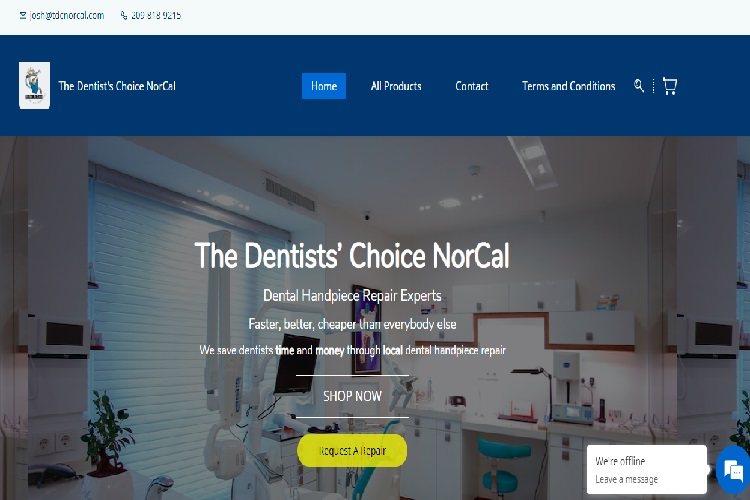 josh@tdcnorcal.com 209-818-9215
The Dentist's Choice NorCal Home All Products Contact Terms and Conditions
The Dentists' Choice NorCal
Dental Handpiece Repair Experts
Faster, better, cheaper than everybody else
We save dentists time and money through local dental handpiece repair
SHOP NOW
Request A Repair
We're offline
Leave a message